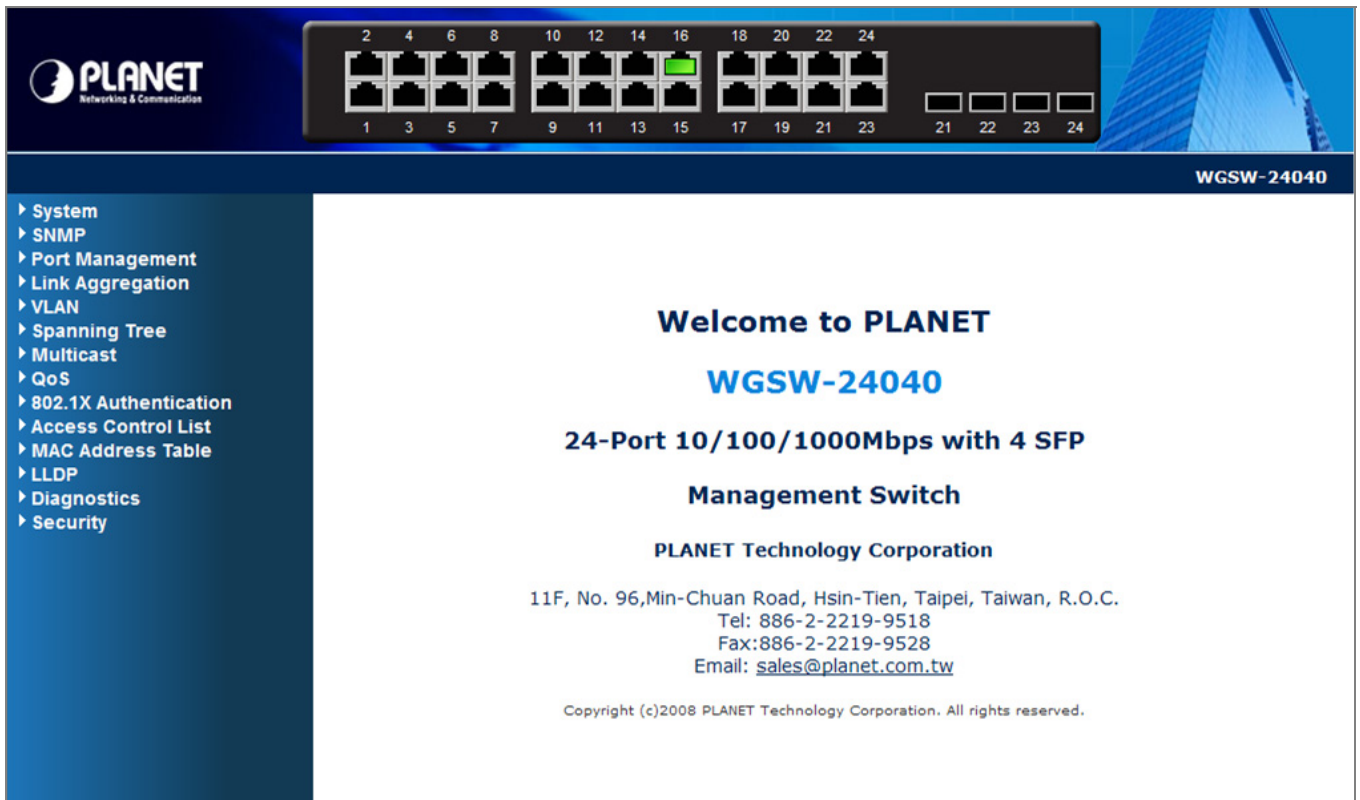 2 4 6 8 10 12 14 16 18 20 22 24
PLANET
Networking & Communication
1 3 5 7 9 11 13 15 17 19 21 23 21 22 23 24
WGSW-24040
System
SNMP
Port Management
Link Aggregation
VLAN
Spanning Tree
Multicast
QoS
802.1X Authentication
Access Control List
MAC Address Table
LLDP
Diagnostics
Security
Welcome to PLANET
WGSW-24040
24-Port 10/100/1000Mbps with 4 SFP
Management Switch
PLANET Technology Corporation
11F, No. 96,Min-Chuan Road, Hsin-Tien, Taipei, Taiwan, R.O.C.
Tel: 886-2-2219-9518
Fax:886-2-2219-9528
Email: sales@planet.com.tw
Copyright (c)2008 PLANET Technology Corporation. All rights reserved.